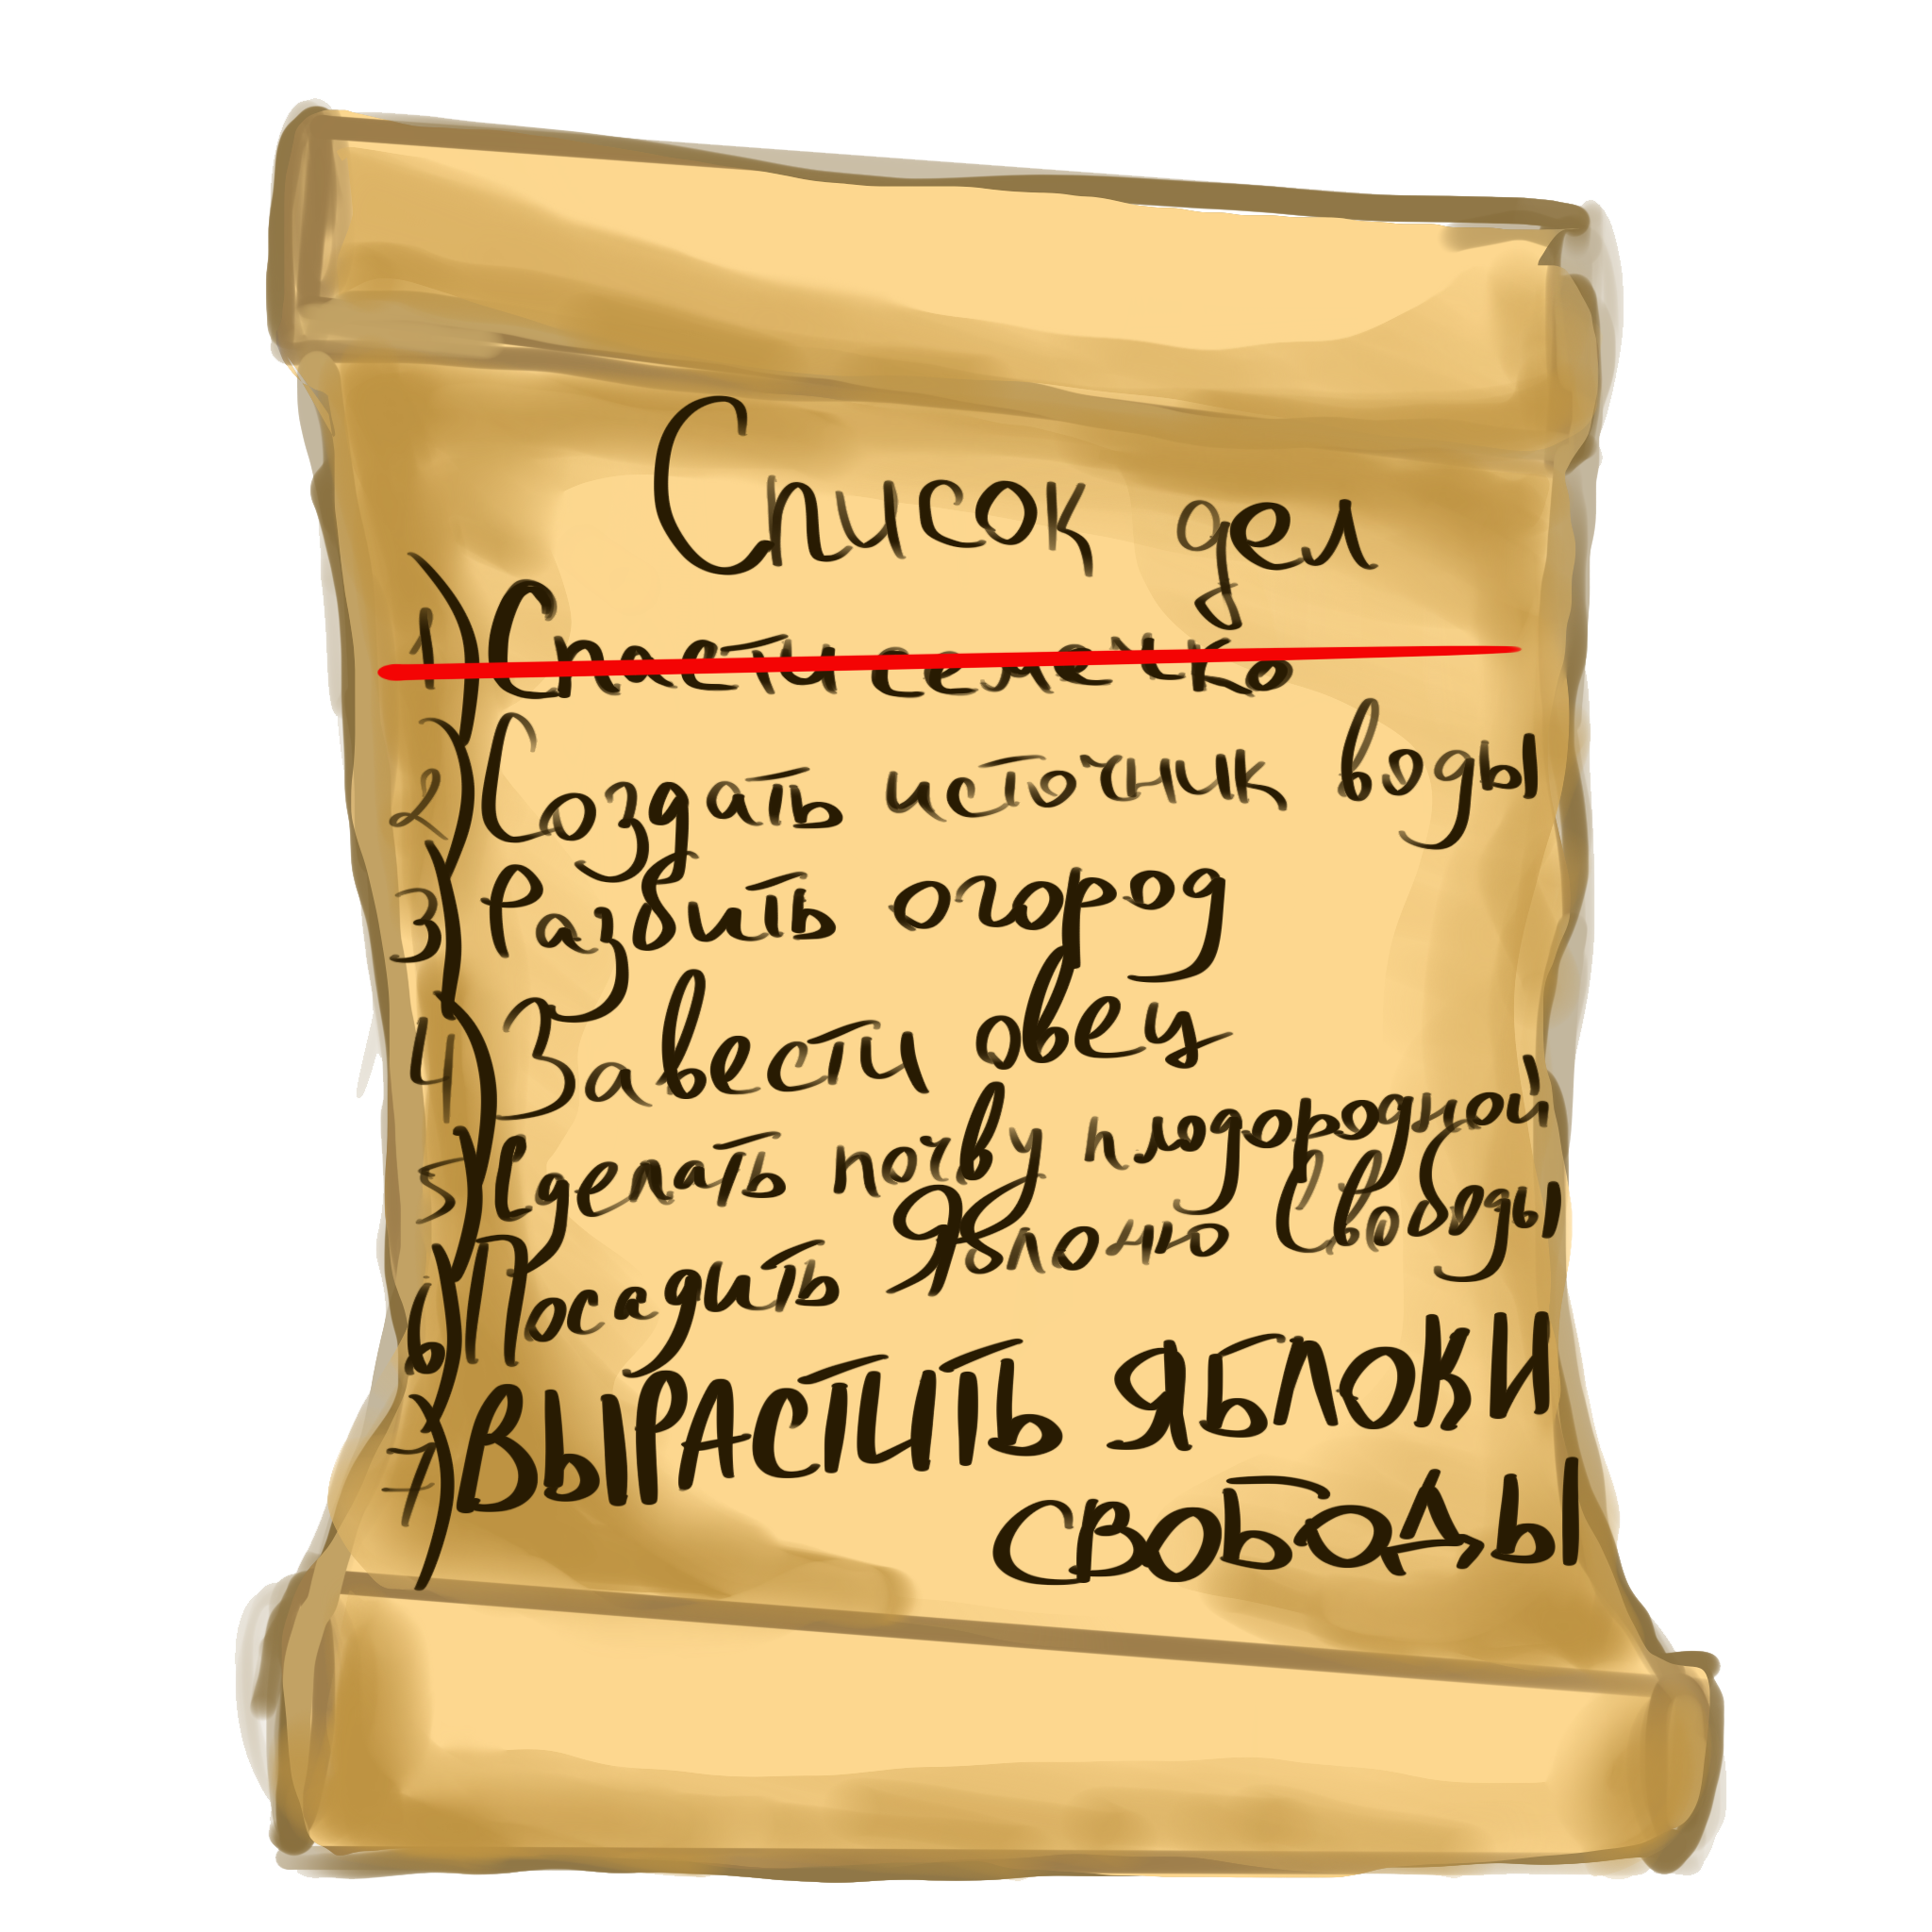 Список дел
1) Спасти семечко
2) Создать источник воды
3) Разбить огород
4) Завести овец
5) Сделать почву плодородной
6) Посадить Яблоню Свободы
7) ВЫРАСТИТЬ ЯБЛОКИ
СВОБОДЫ